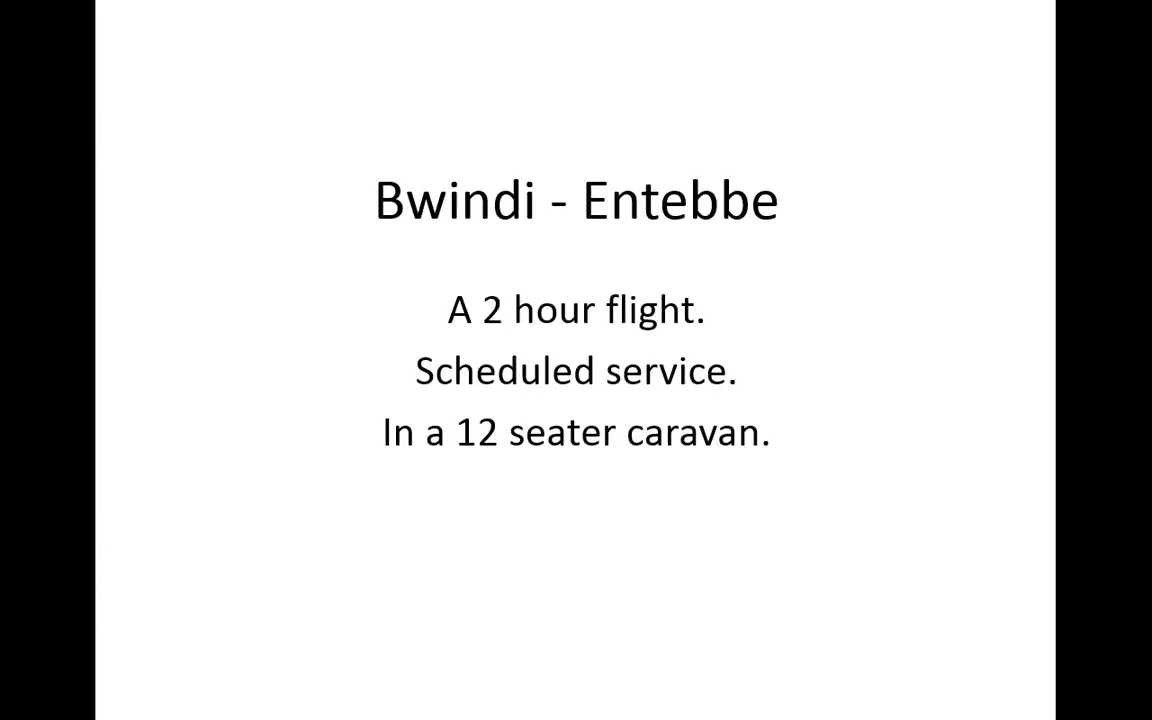 Bwindi - Entebbe
A 2 hour flight.
Scheduled service.
In a 12 seater caravan.